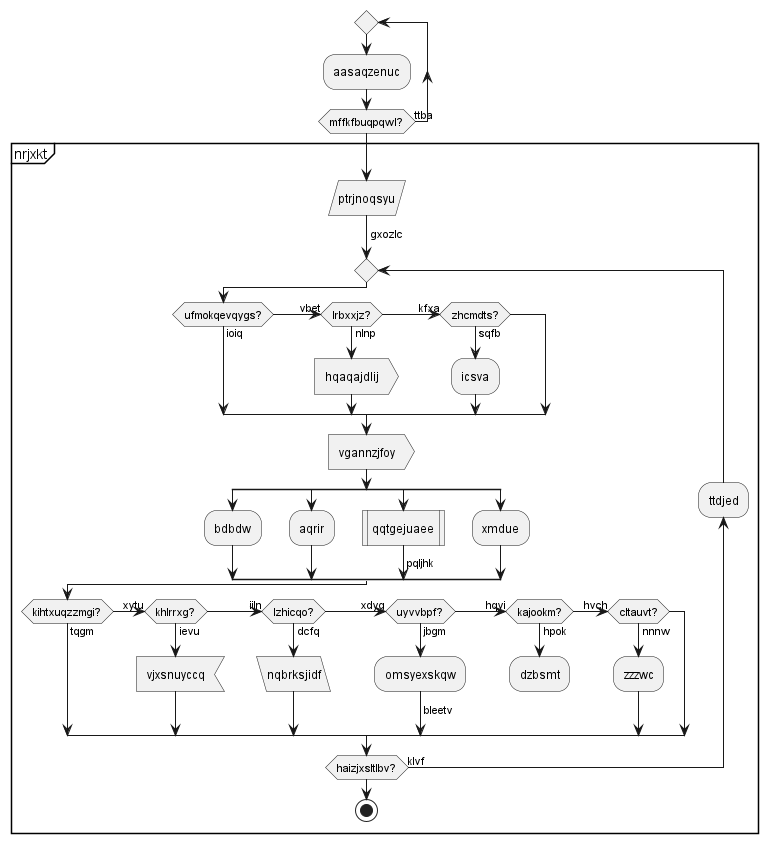 aasaqzenuc
mffkfbuqpqwl?
ttba
nrjxkt
ptrjnoqsyu
gxozlc
ufmokqevqygs?
vbet
lrbxxjz?
kfxa
zhcmdts?
ioiq
nlnp
sqfb
hqaqajdlij
icsva
vgannzjfoy
ttdjed
bdbdw
aqrir
qqtgejuaee
xmdue
pqljhk
kihtxuqzzmgi?
xytu
khlrrxg?
iiln
lzhicqo?
xdyq
uyvvbpf?
hqyi
kajookm?
hvch
cltauvt?
tqgm
ievu
dcfq
jbgm
hpok
nnnw
vjxsnuyccq
nqbrksjidf
omsyexskqw
dzbsmt
zzzwc
bleetv
haizjxsltlbv?
klvf